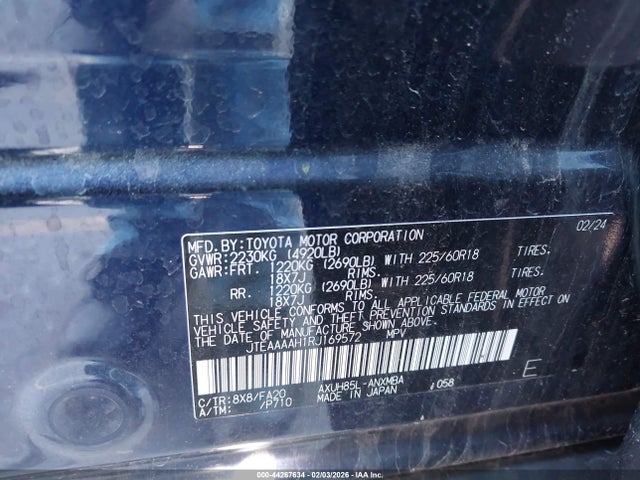 MFD. BY: TOYOTA MOTOR CORPORATION 02/24
GVWR: 2230KG (4920LB)
GAWR: FRT. 1220KG (2690LB) WITH 225/60R18 TIRES.
18X7J RIMS.
RR. 1220KG (2690LB) WITH 225/60R18 TIRES.
18X7J RIMS.
THIS VEHICLE CONFORMS TO ALL APPLICABLE FEDERAL MOTOR
VEHICLE SAFETY AND THEFT PREVENTION STANDARDS IN EFFECT ON
THE DATE OF MANUFACTURE SHOWN ABOVE.
JTEAAAAH1RJ169572 MPV
C/TR: 8X8/FA20 AXUH85L-ANXMBA 058 E
A/TM: /P710 MADE IN JAPAN
000-44267634 - 02/03/2026 - IAA Inc.